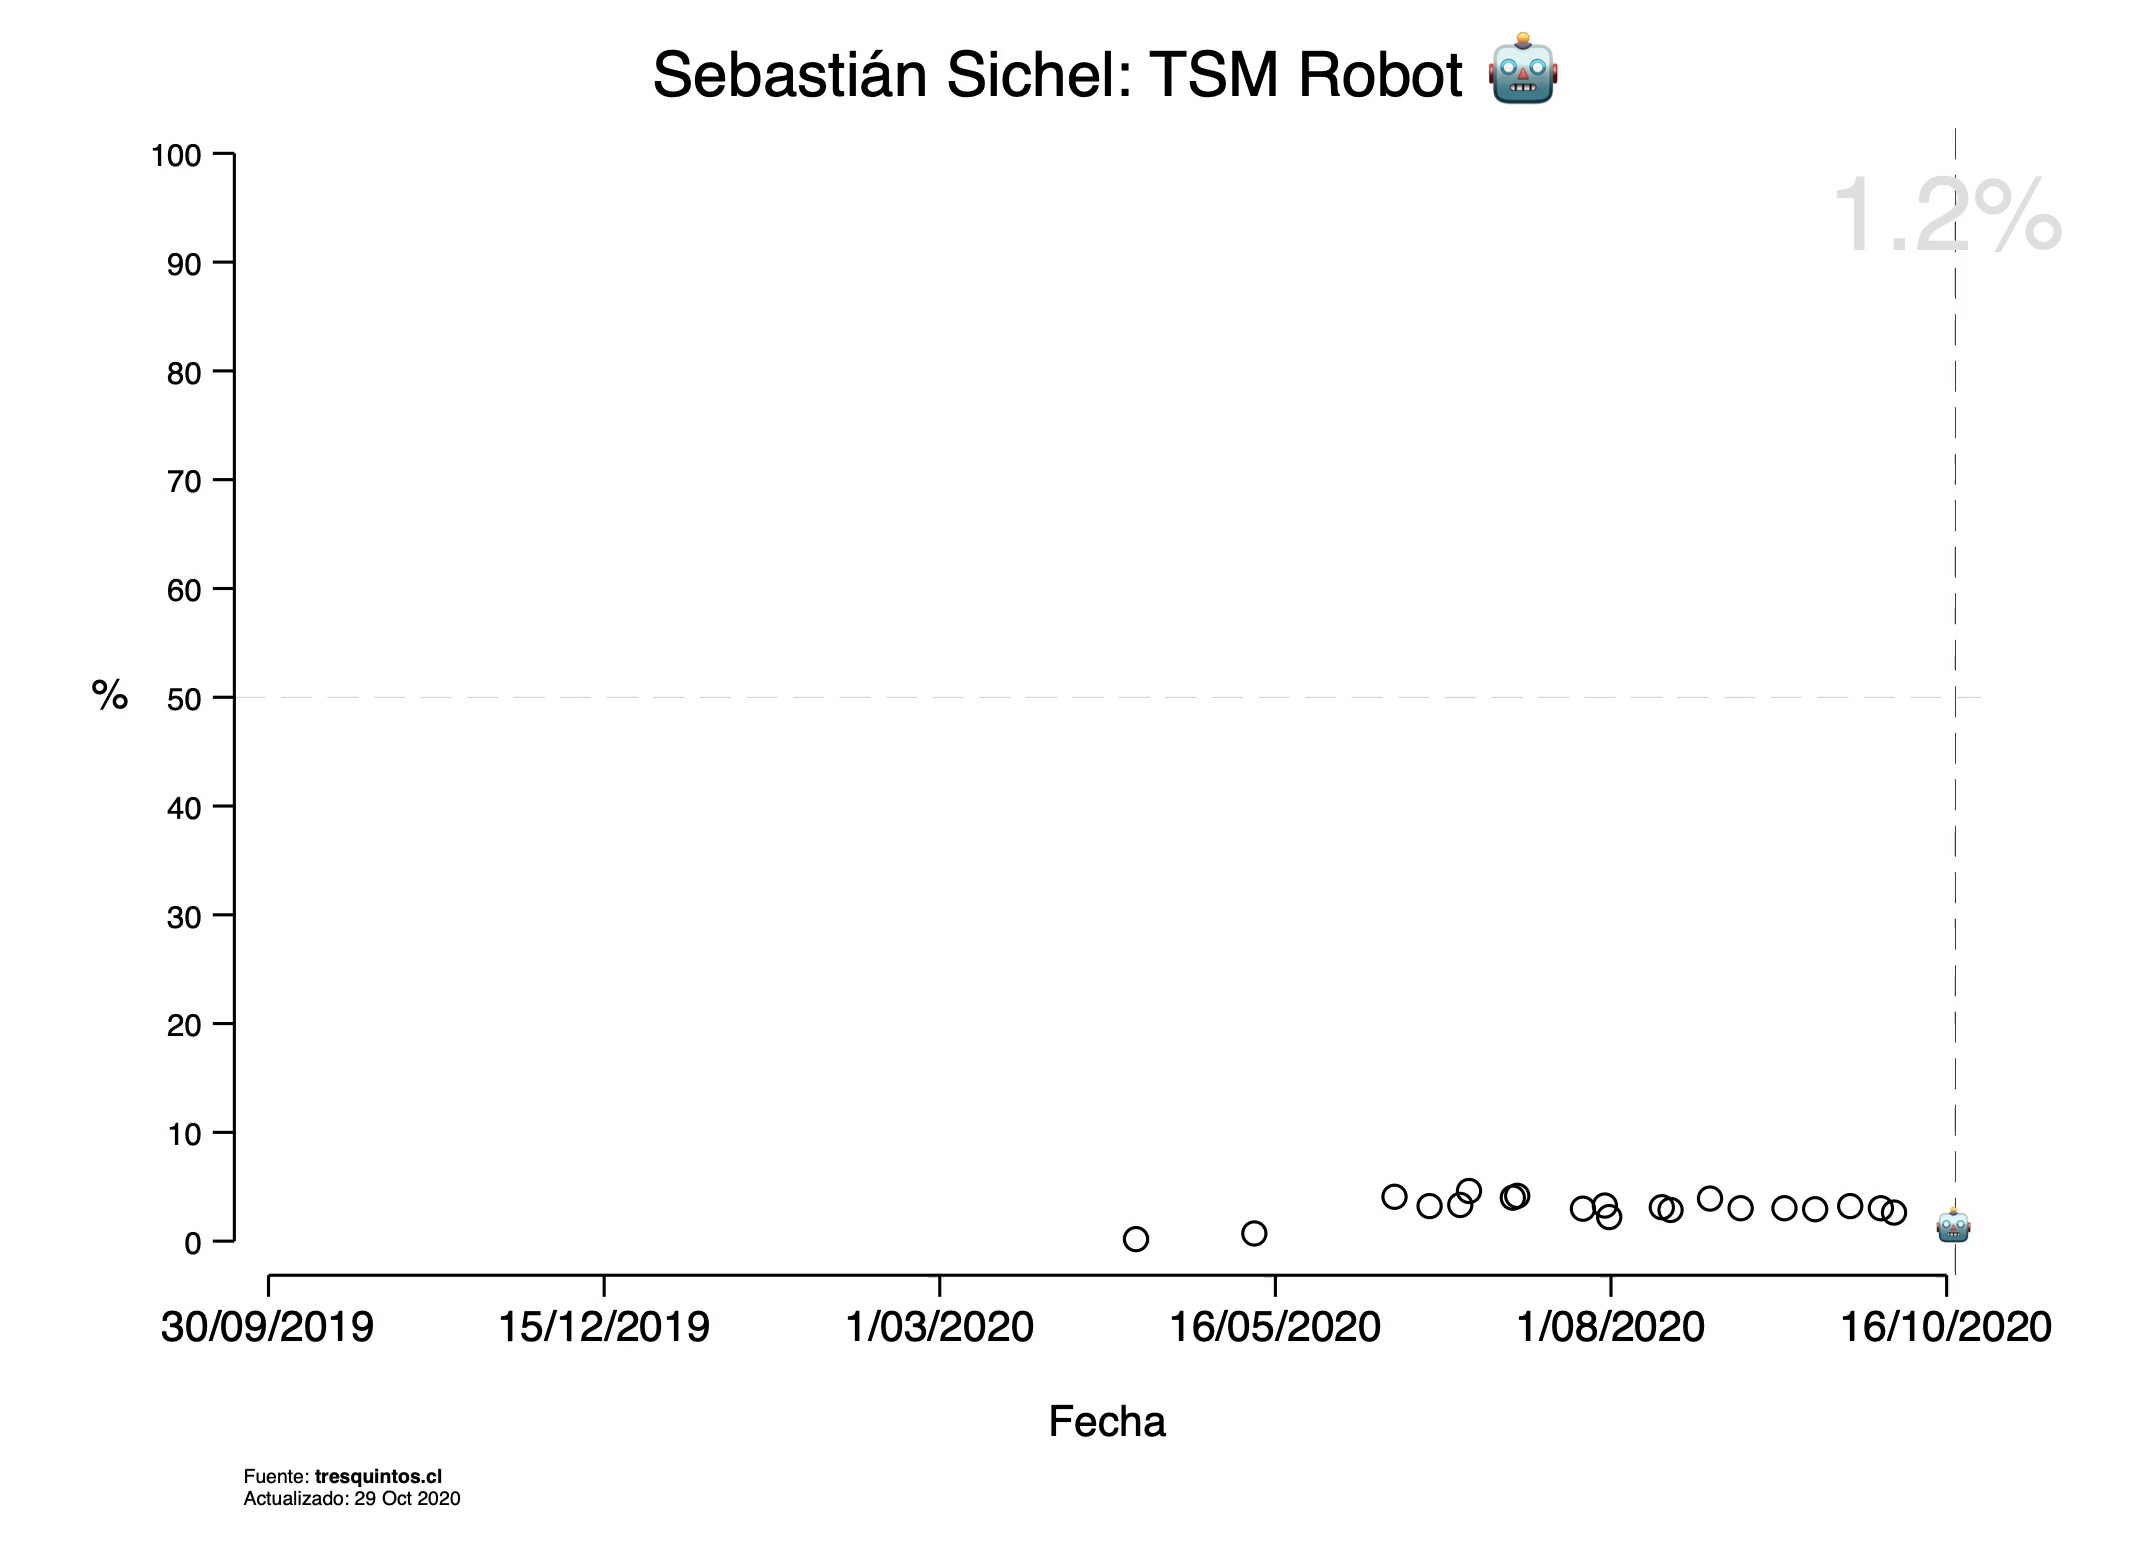 Sebastián Sichel: TSM Robot 🤖
1.2%
100
90
80
70
60
50
40
30
20
10
0
%
30/09/2019 15/12/2019 1/03/2020 16/05/2020 1/08/2020 16/10/2020
Fecha
Fuente: tresquintos.cl
Actualizado: 29 Oct 2020